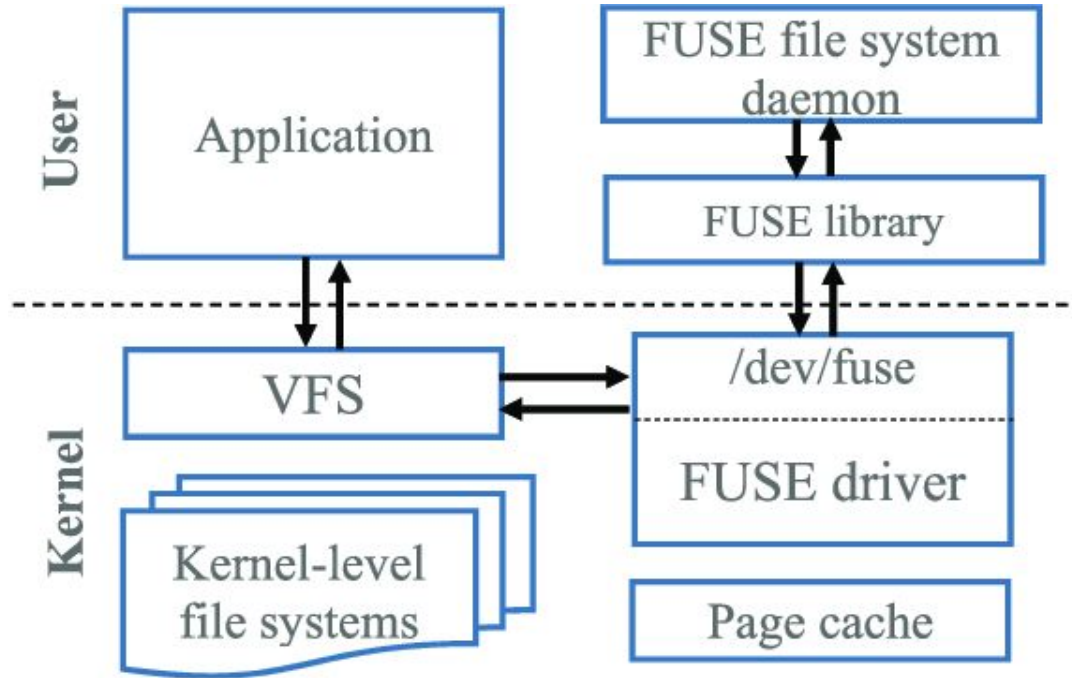 User
Application
FUSE file system
daemon
FUSE library
Kernel
VFS
/dev/fuse
FUSE driver
Kernel-level
file systems
Page cache